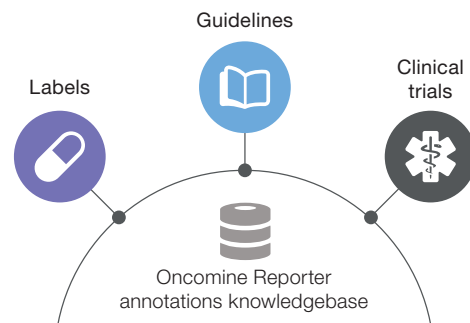 Guidelines
Labels
Clinical
trials
Oncomine Reporter
annotations knowledgebase